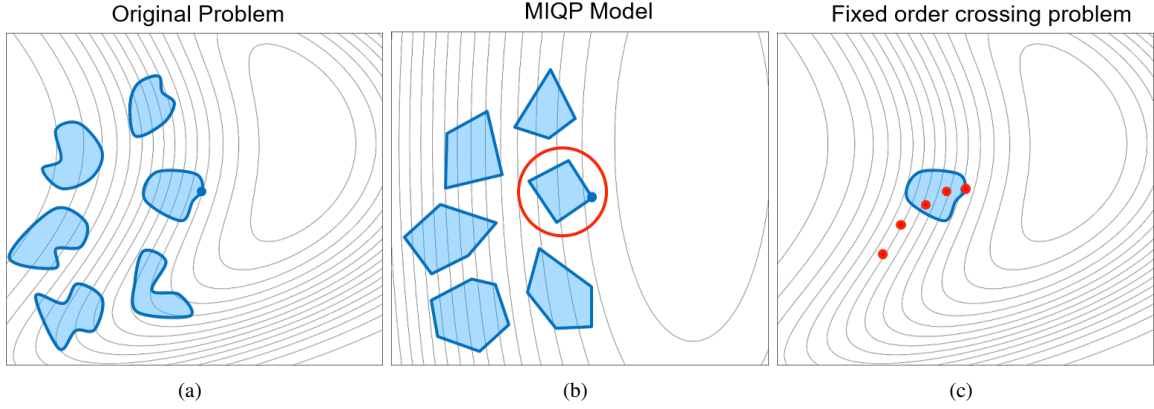 Original Problem
MIQP Model
Fixed order crossing problem
(a)
(b)
(c)